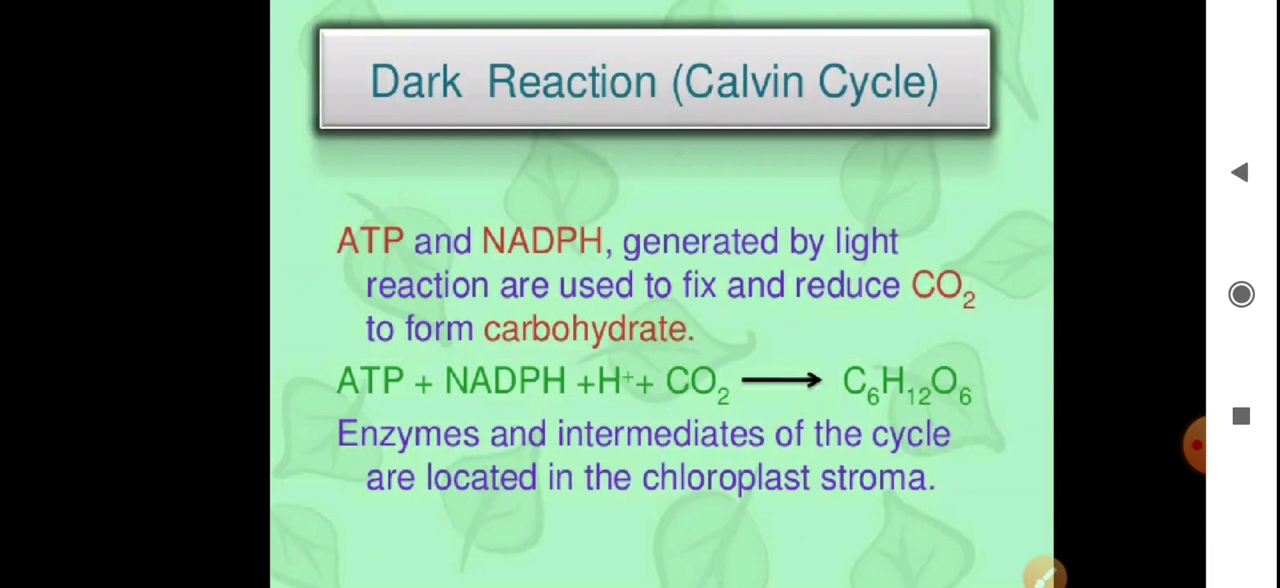 Dark Reaction (Calvin Cycle)
ATP and NADPH, generated by light
reaction are used to fix and reduce CO₂
to form carbohydrate.
ATP + NADPH +H⁺+ CO₂ ⟶ C₆H₁₂O₆
Enzymes and intermediates of the cycle
are located in the chloroplast stroma.